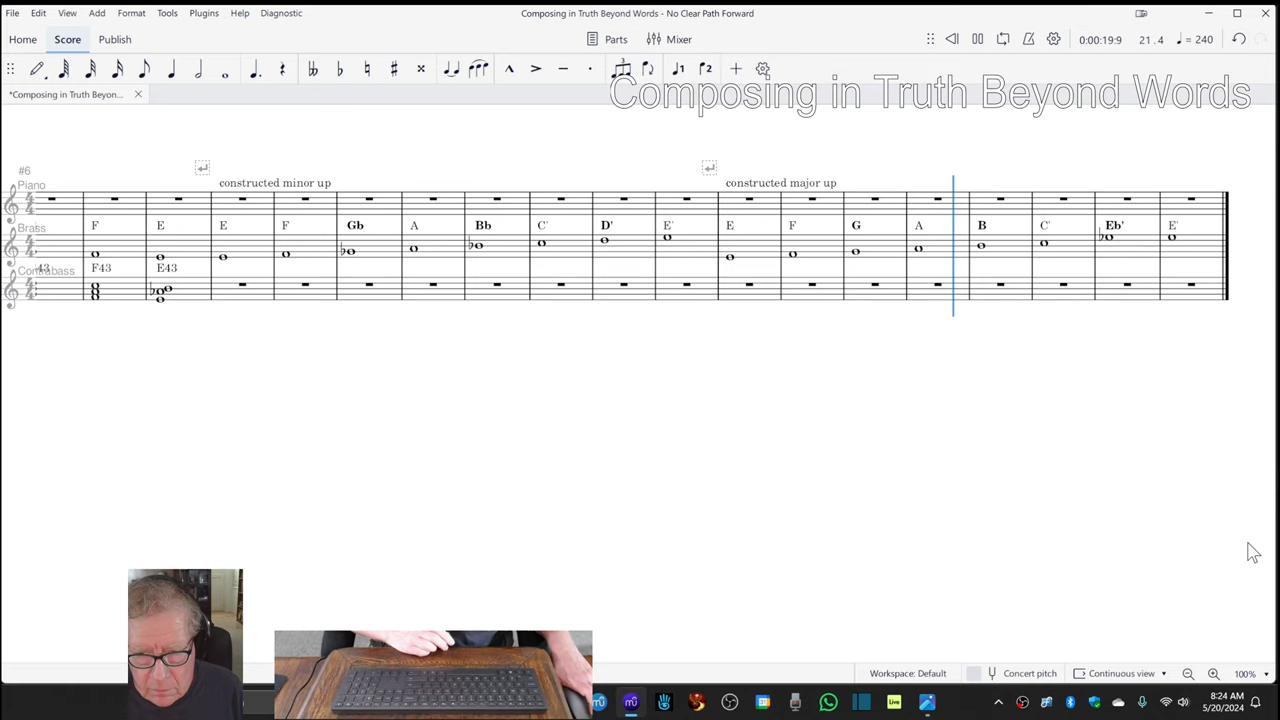 File Edit View Add Format Tools Plugins Help Diagnostic
Composing in Truth Beyond Words - No Clear Path Forward
Home Score Publish
Parts Mixer
0:00:19:9 21 . 4 = 240
*Composing in Truth Beyon...
Composing in Truth Beyond Words
#6
constructed minor up constructed major up
Piano
F E E F Gb A Bb C' D' E' E F G A B C' Eb' E'
Brass
43 F43 E43
Contrabass
Workspace: Default Concert pitch Continuous view 100%
Live
8:24 AM
5/20/2024